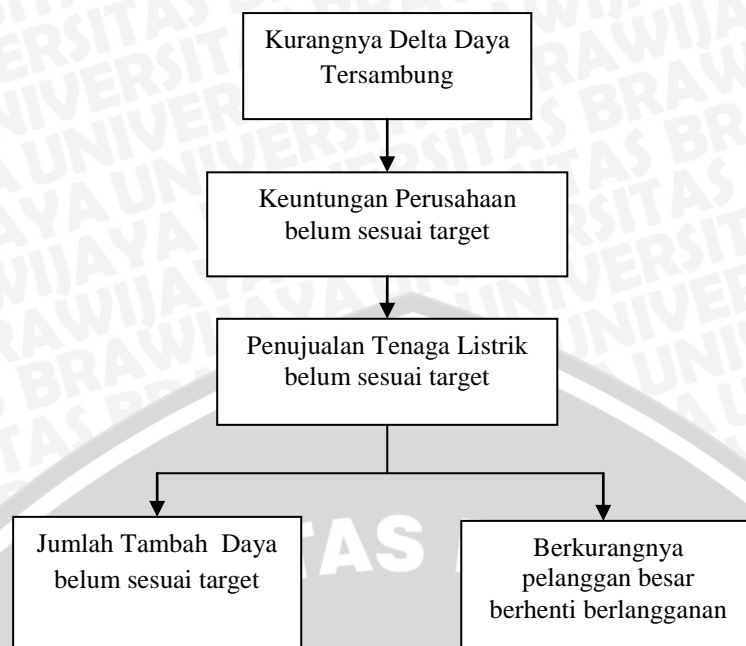 Kurangnya Delta Daya
Tersambung
Keuntungan Perusahaan
belum sesuai target
Penujualan Tenaga Listrik
belum sesuai target
Jumlah Tambah Daya
belum sesuai target
Berkurangnya
pelanggan besar
berhenti berlangganan